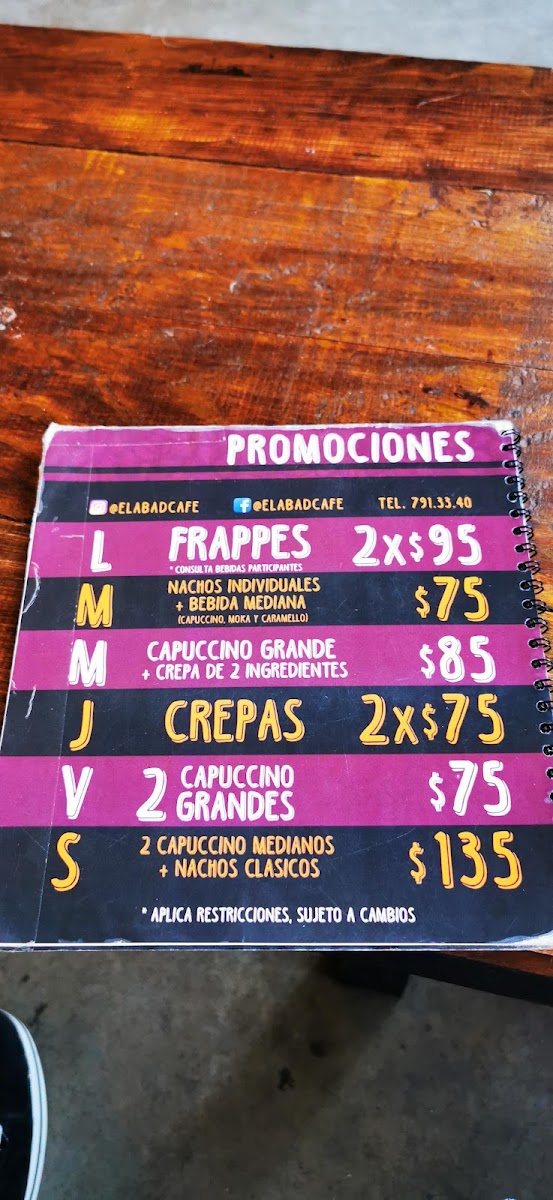 PROMOCIONES
@ELABADCAFE @ELABADCAFE TEL. 791.33.40
L FRAPPES 2x$95
* CONSULTA BEBIDAS PARTICIPANTES
M NACHOS INDIVIDUALES
+ BEBIDA MEDIANA $75
(CAPUCCINO, MOKA Y CARAMELLO)
M CAPUCCINO GRANDE
+ CREPA DE 2 INGREDIENTES $85
J CREPAS 2x$75
V 2 CAPUCCINO
GRANDES $75
S 2 CAPUCCINO MEDIANOS
+ NACHOS CLASICOS $135
* APLICA RESTRICCIONES, SUJETO A CAMBIOS